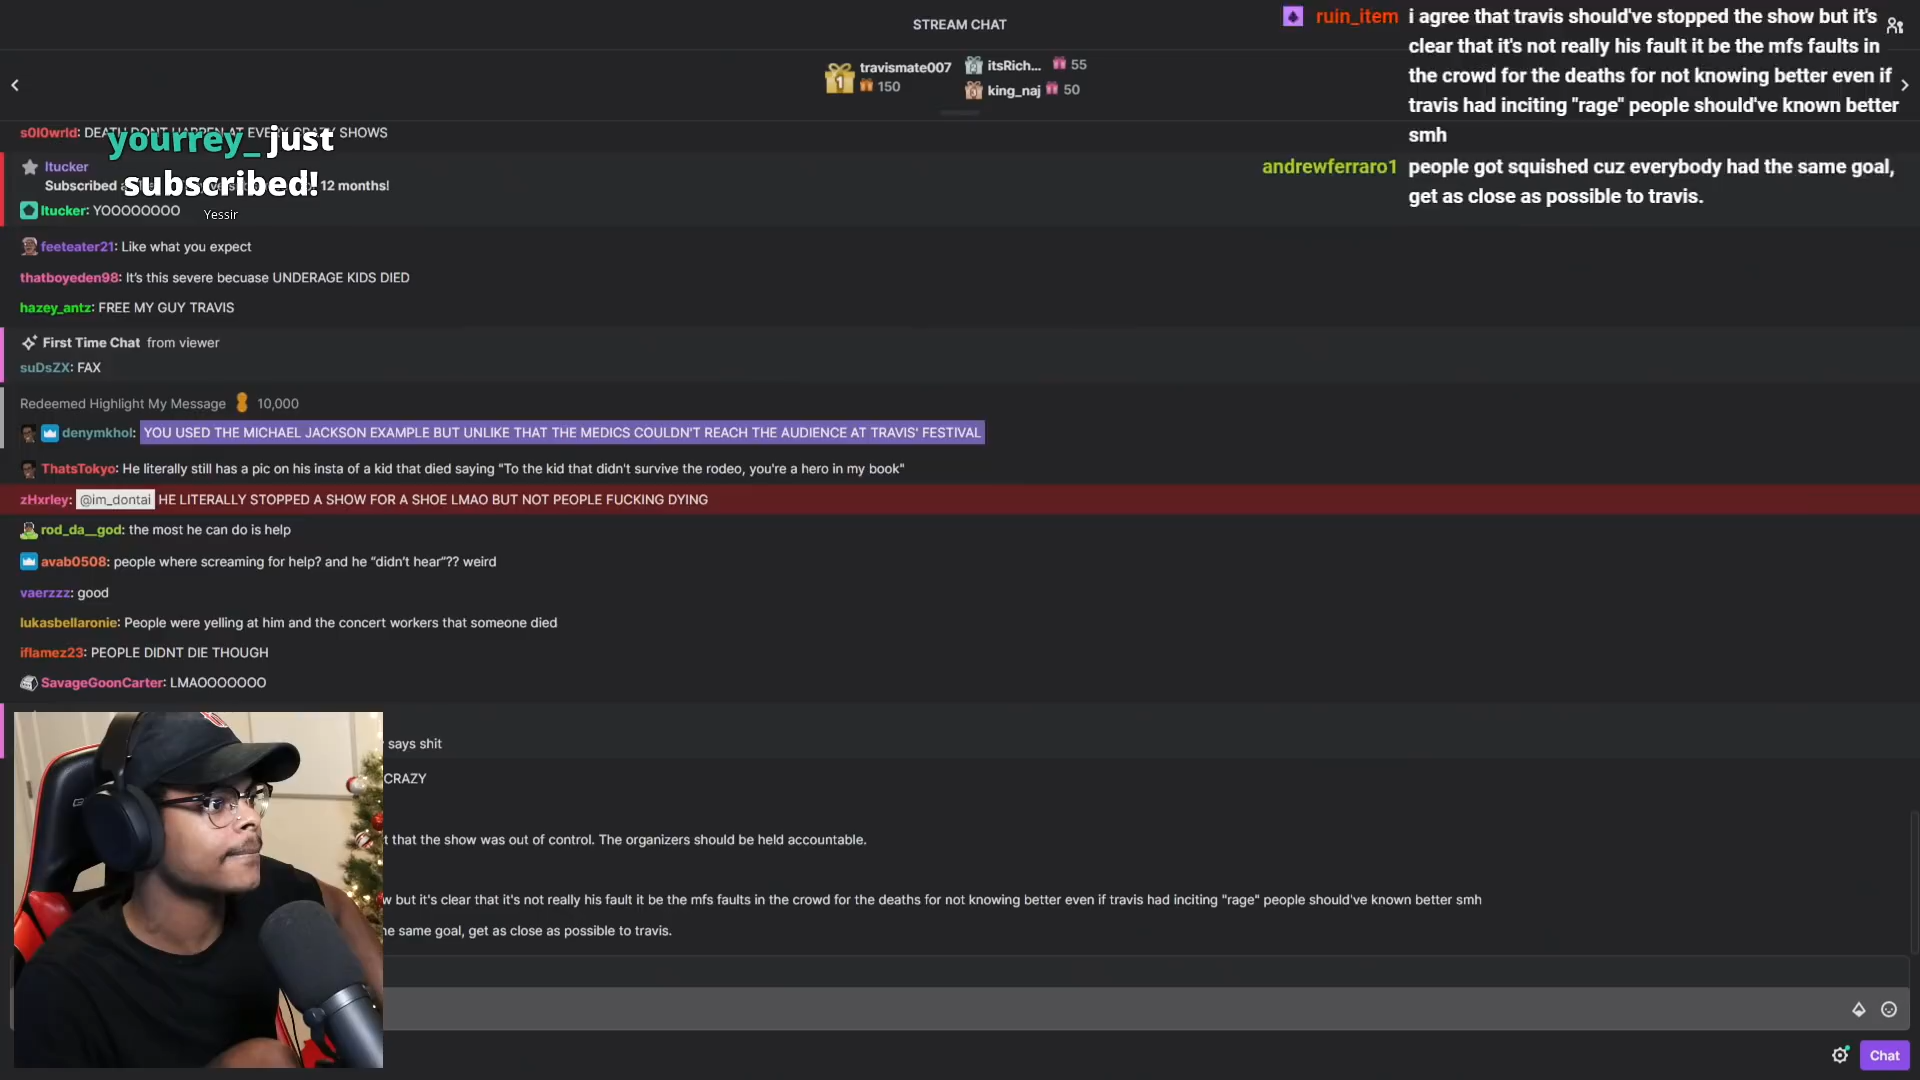 STREAM CHAT
travismate007
150
itsRich... 55
king_naj 50
s0l0wrld: DEATH DONT HAPPEN AT EVERY CRAZY SHOWS
yourrey_ just
subscribed!
Yessir
ltucker
Subscribed 12 months!
ltucker: YOOOOOOOO
feeteater21: Like what you expect
thatboyeden98: It's this severe becuase UNDERAGE KIDS DIED
hazey_antz: FREE MY GUY TRAVIS
First Time Chat from viewer
suDsZX: FAX
Redeemed Highlight My Message 10,000
denymkhol: YOU USED THE MICHAEL JACKSON EXAMPLE BUT UNLIKE THAT THE MEDICS COULDN'T REACH THE AUDIENCE AT TRAVIS' FESTIVAL
ThatsTokyo: He literally still has a pic on his insta of a kid that died saying "To the kid that didn't survive the rodeo, you're a hero in my book"
zHxrley: @im_dontai HE LITERALLY STOPPED A SHOW FOR A SHOE LMAO BUT NOT PEOPLE FUCKING DYING
rod_da__god: the most he can do is help
avab0508: people where screaming for help? and he “didn’t hear”?? weird
vaerzzz: good
lukasbellaronie: People were yelling at him and the concert workers that someone died
iflamez23: PEOPLE DIDNT DIE THOUGH
SavageGoonCarter: LMAOOOOOOO
says shit
CRAZY
t that the show was out of control. The organizers should be held accountable.
w but it's clear that it's not really his fault it be the mfs faults in the crowd for the deaths for not knowing better even if travis had inciting "rage" people should've known better smh
he same goal, get as close as possible to travis.
Chat
ruin_item i agree that travis should've stopped the show but it's
clear that it's not really his fault it be the mfs faults in
the crowd for the deaths for not knowing better even if
travis had inciting "rage" people should've known better
smh
andrewferraro1 people got squished cuz everybody had the same goal,
get as close as possible to travis.